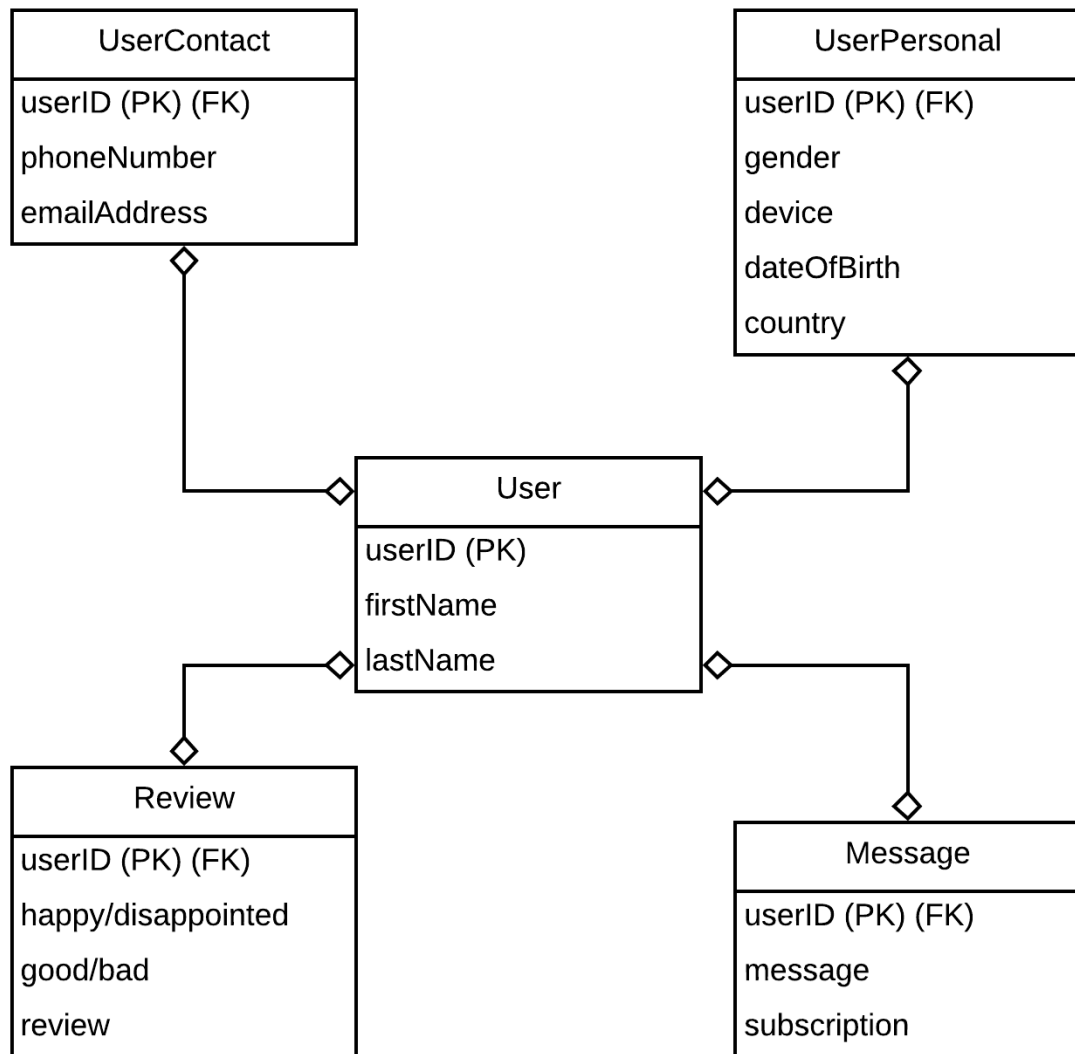 UserContact
userID (PK) (FK)
phoneNumber
emailAddress
UserPersonal
userID (PK) (FK)
gender
device
dateOfBirth
country
User
userID (PK)
firstName
lastName
Review
userID (PK) (FK)
happy/disappointed
good/bad
review
Message
userID (PK) (FK)
message
subscription